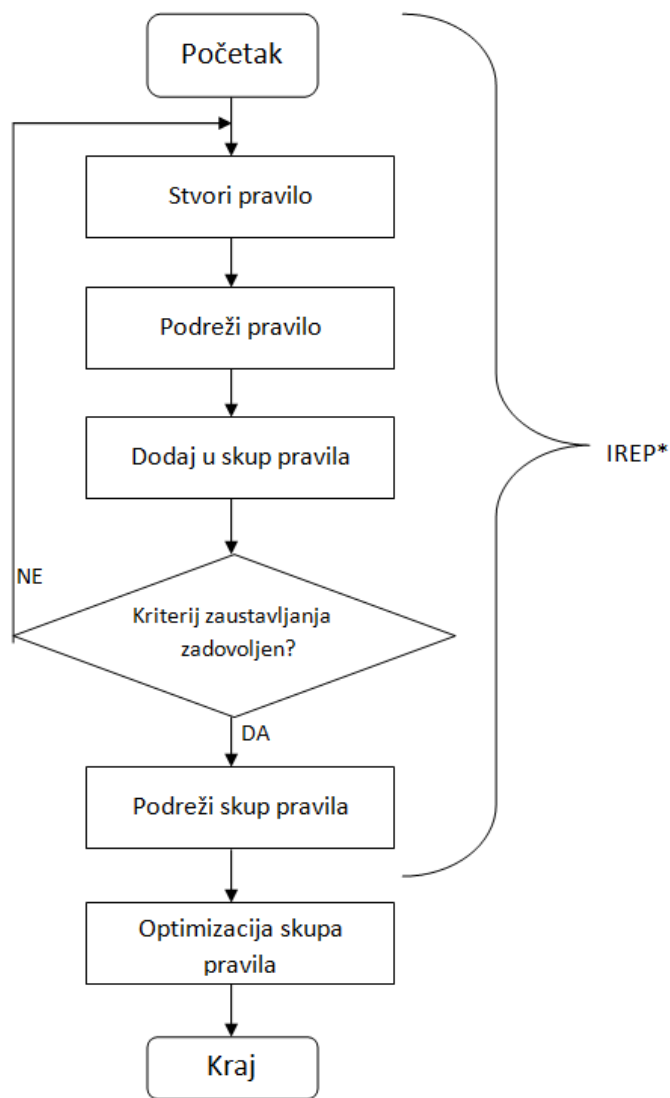 Početak
Stvori pravilo
Podreži pravilo
Dodaj u skup pravila
IREP*
NE
Kriterij zaustavljanja
zadovoljen?
DA
Podreži skup pravila
Optimizacija skupa
pravila
Kraj